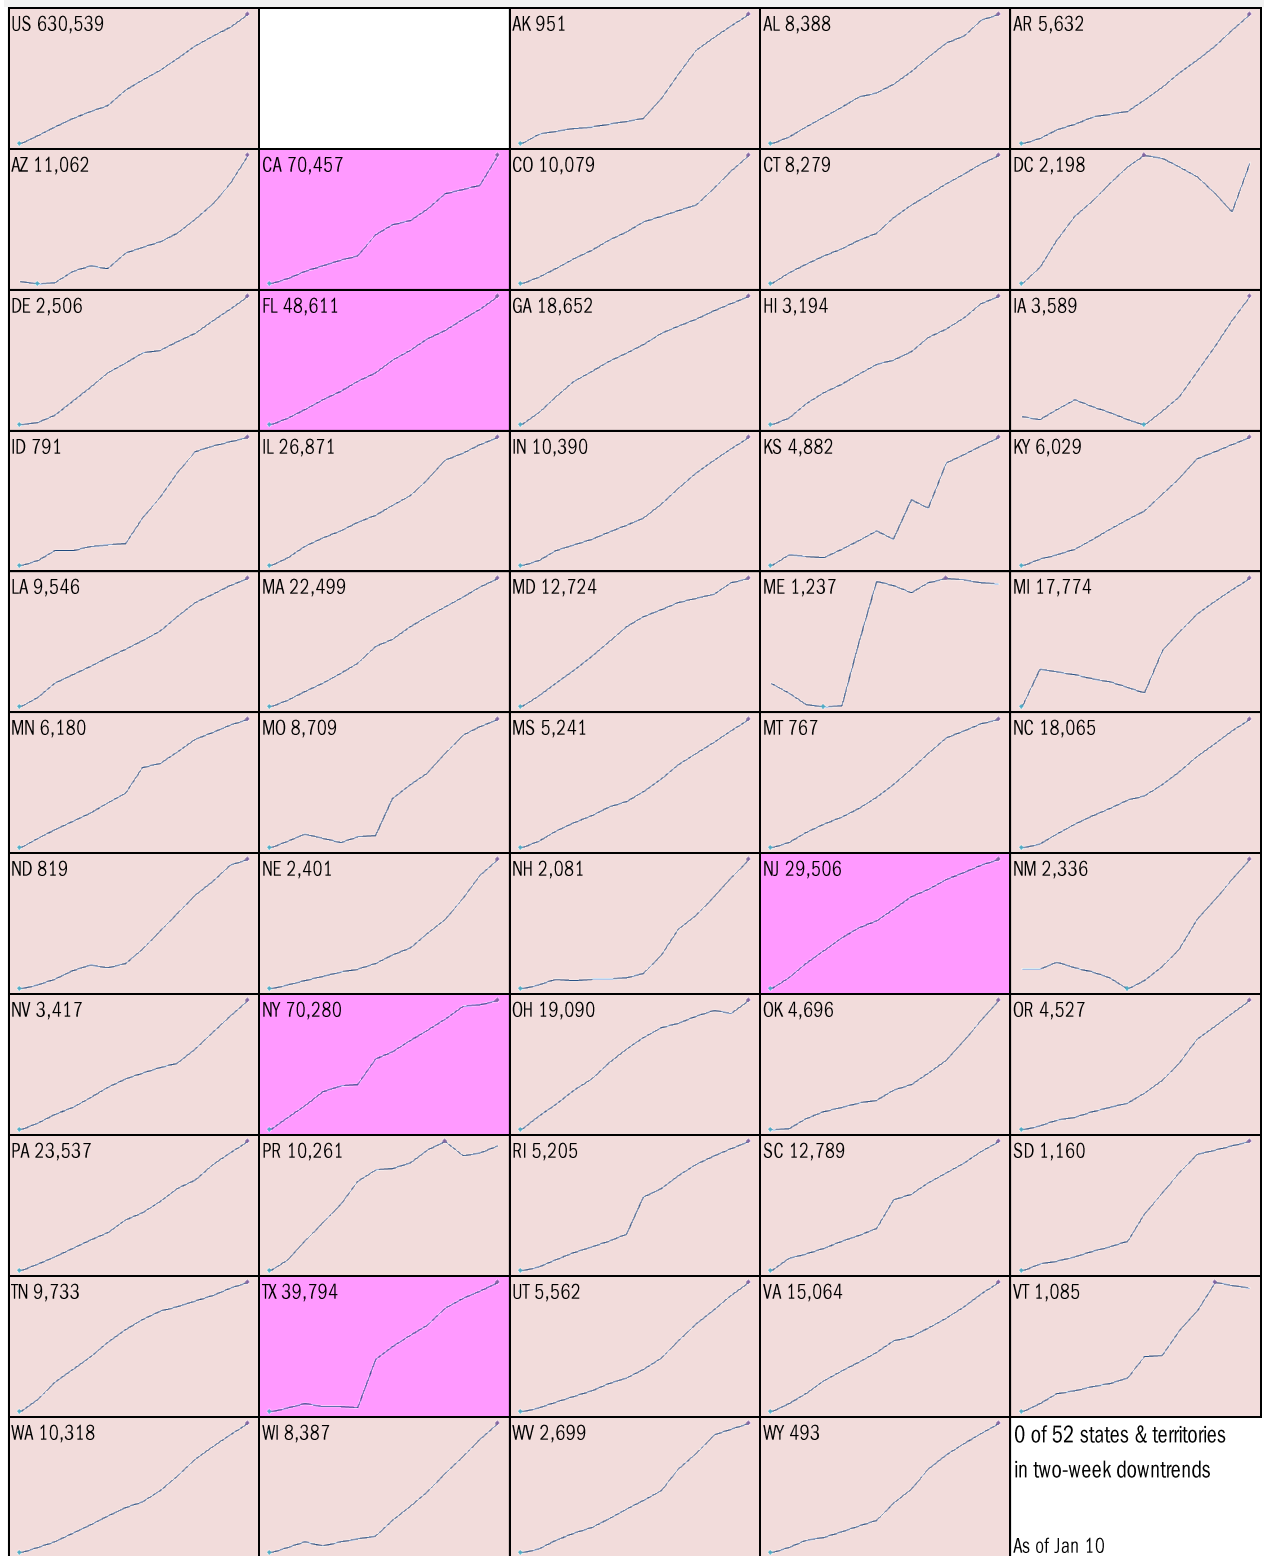 US 630,539
AK 951
AL 8,388
AR 5,632
AZ 11,062
CA 70,457
CO 10,079
CT 8,279
DC 2,198
DE 2,506
FL 48,611
GA 18,652
HI 3,194
IA 3,589
ID 791
IL 26,871
IN 10,390
KS 4,882
KY 6,029
LA 9,546
MA 22,499
MD 12,724
ME 1,237
MI 17,774
MN 6,180
MO 8,709
MS 5,241
MT 767
NC 18,065
ND 819
NE 2,401
NH 2,081
NJ 29,506
NM 2,336
NV 3,417
NY 70,280
OH 19,090
OK 4,696
OR 4,527
PA 23,537
PR 10,261
RI 5,205
SC 12,789
SD 1,160
TN 9,733
TX 39,794
UT 5,562
VA 15,064
VT 1,085
WA 10,318
WI 8,387
WV 2,699
WY 493
0 of 52 states & territories
in two-week downtrends
As of Jan 10